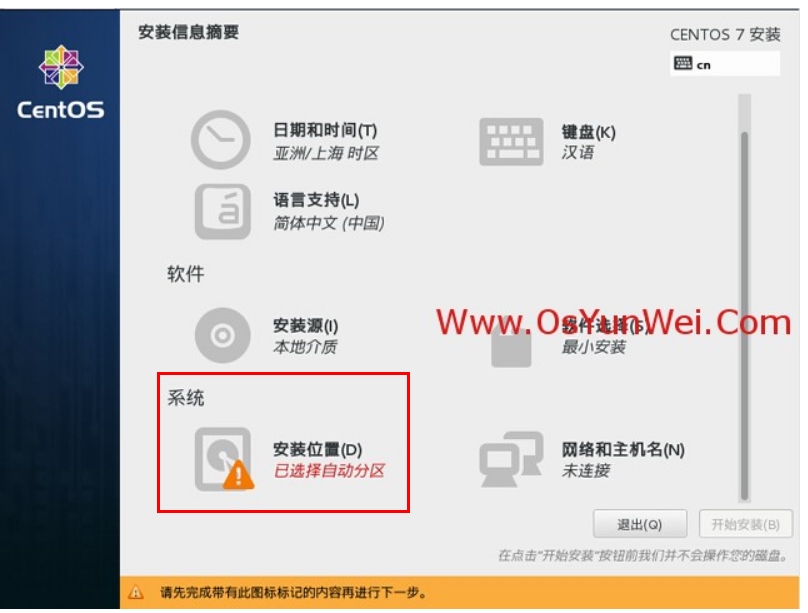 安装信息摘要
CENTOS 7 安装
cn
CentOS
日期和时间(T)
亚洲/上海 时区
键盘(K)
汉语
语言支持(L)
简体中文 (中国)
软件
安装源(I)
本地介质
软件选择(S)
最小安装
Www.OsYunWei.Com
系统
安装位置(D)
已选择自动分区
网络和主机名(N)
未连接
退出(Q)
开始安装(B)
在点击"开始安装"按钮前我们并不会操作您的磁盘。
请先完成带有此图标标记的内容再进行下一步。